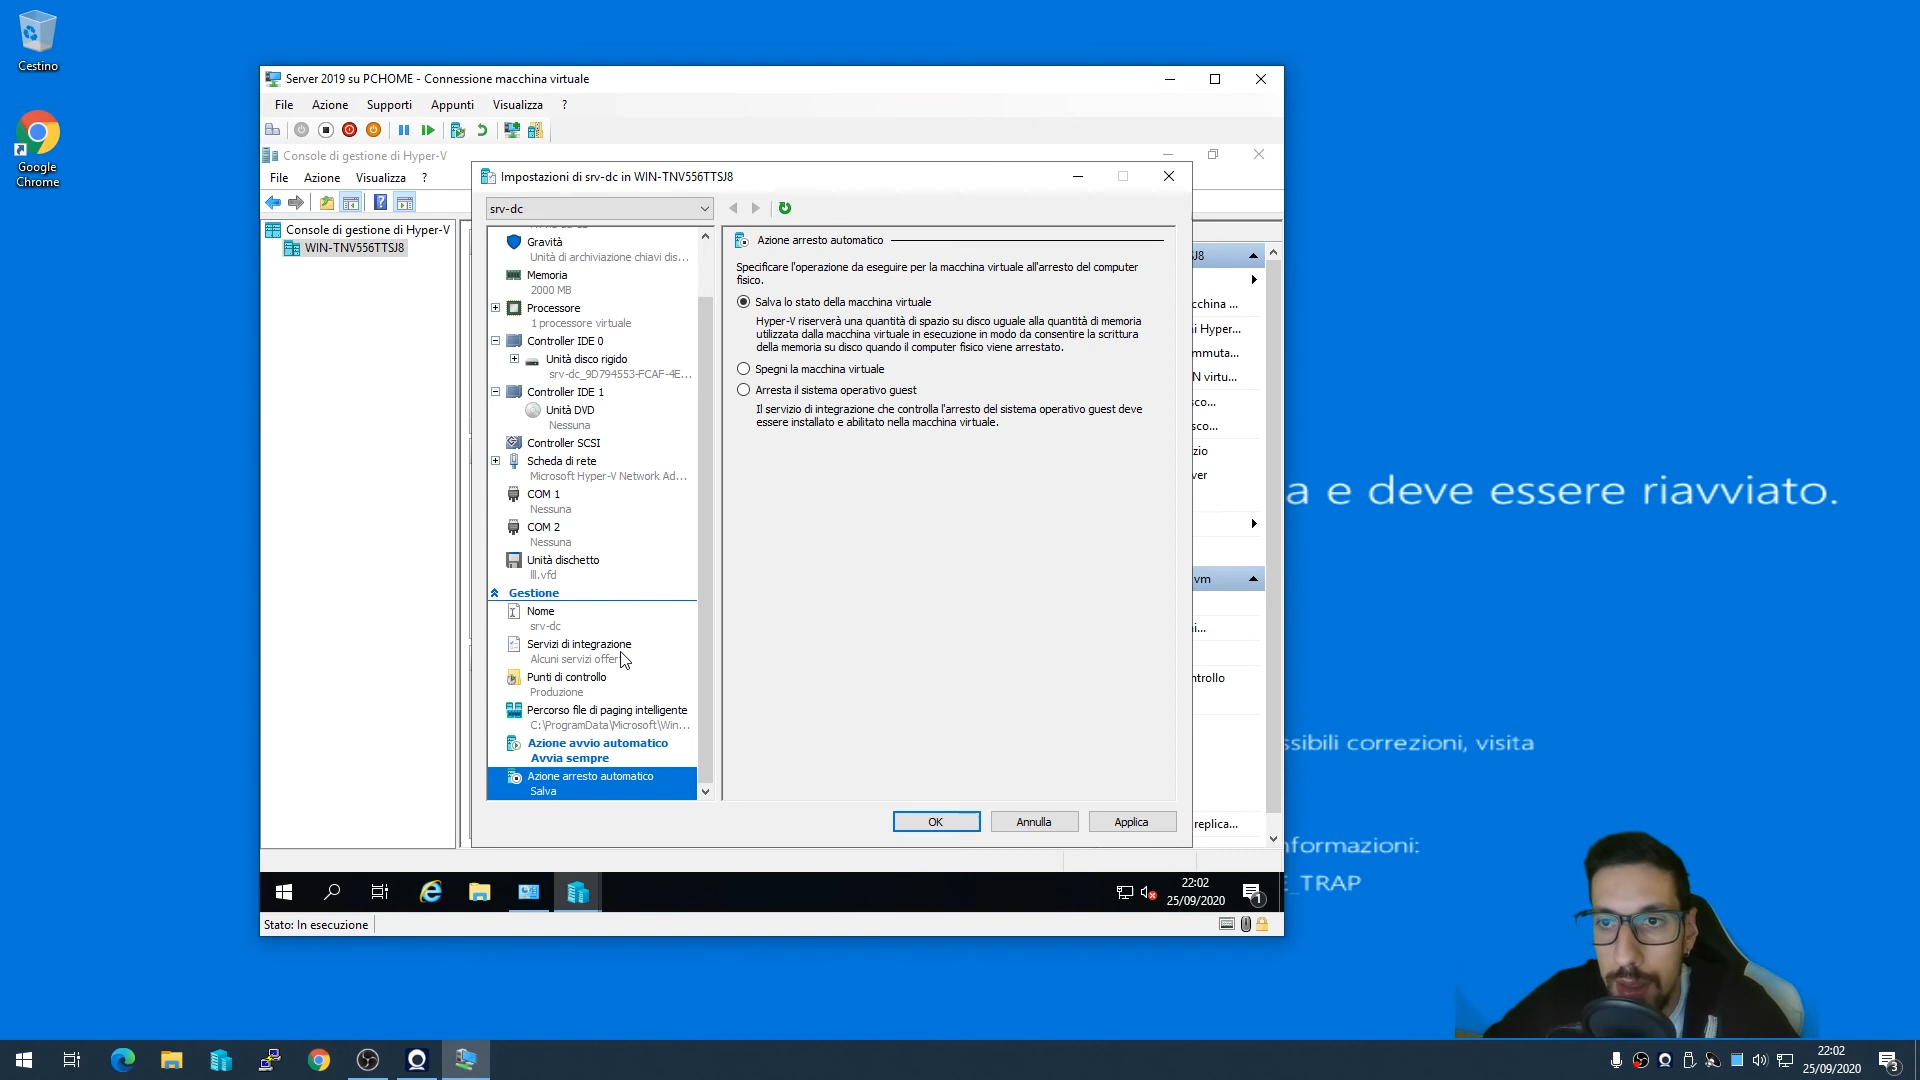 Cestino
Google
Chrome
Server 2019 su PCHOME - Connessione macchina virtuale
File Azione Supporti Appunti Visualizza ?
Console di gestione di Hyper-V
File Azione Visualizza ?
Console di gestione di Hyper-V
WIN-TNV556TTSJ8
Impostazioni di srv-dc in WIN-TNV556TTSJ8
srv-dc
Gravità
Unità di archiviazione chiavi dis...
Memoria
2000 MB
Processore
1 processore virtuale
Controller IDE 0
Unità disco rigido
srv-dc_9D794553-FCAF-4E...
Controller IDE 1
Unità DVD
Nessuna
Controller SCSI
Scheda di rete
Microsoft Hyper-V Network Ad...
COM 1
Nessuna
COM 2
Nessuna
Unità dischetto
lll.vfd
Gestione
Nome
srv-dc
Servizi di integrazione
Alcuni servizi offer
Punti di controllo
Produzione
Percorso file di paging intelligente
C:\ProgramData\Microsoft\Win...
Azione avvio automatico
Avvia sempre
Azione arresto automatico
Salva
Azione arresto automatico
Specificare l'operazione da eseguire per la macchina virtuale all'arresto del computer
fisico.
Salva lo stato della macchina virtuale
Hyper-V riserverà una quantità di spazio su disco uguale alla quantità di memoria
utilizzata dalla macchina virtuale in esecuzione in modo da consentire la scrittura
della memoria su disco quando il computer fisico viene arrestato.
Spegni la macchina virtuale
Arresta il sistema operativo guest
Il servizio di integrazione che controlla l'arresto del sistema operativo guest deve
essere installato e abilitato nella macchina virtuale.
OK Annulla Applica
J8
cchina ...
ni Hyper...
mmuta...
N virtu...
sco...
sco...
zio
ver
vm
ni...
ntrollo
replica...
a e deve essere riavviato.
ssibili correzioni, visita
nformazioni:
E_TRAP
22:02
25/09/2020
1
Stato: In esecuzione
22:02
25/09/2020
3